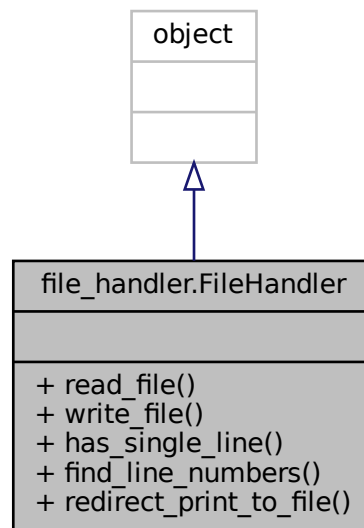 object
file_handler.FileHandler
+ read_file()
+ write_file()
+ has_single_line()
+ find_line_numbers()
+ redirect_print_to_file()